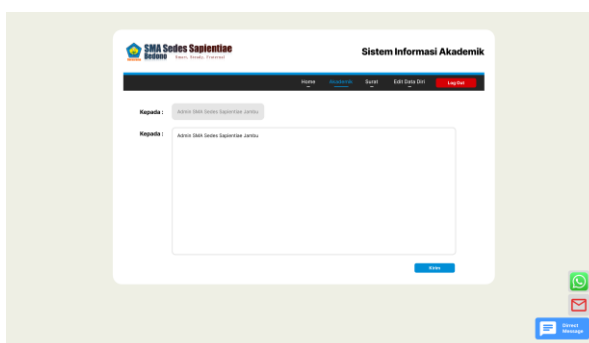 SMA Sedes Sapientiae
Bedono
Sistem Informasi Akademik
Home
Akademik
Surat
Edit Data Diri
Log Out
Kepada :
Admin SMA Sedes Sapientiae Jambu
Kepada :
Admin SMA Sedes Sapientiae Jambu
Kirim
Direct
Message